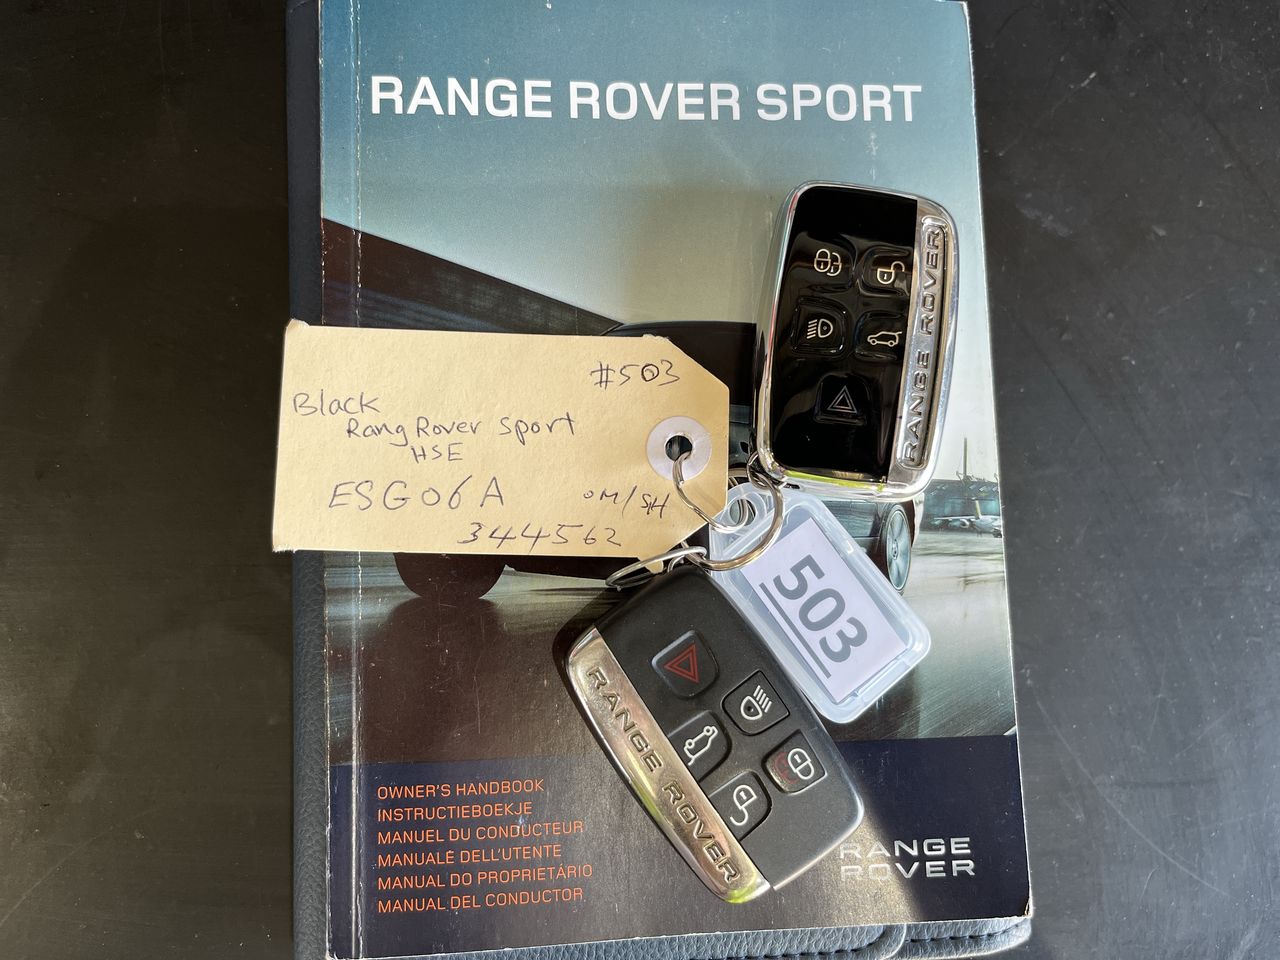 RANGE ROVER SPORT
RANGE ROVER
#503
Black
Rang Rover Sport
HSE
ESG06A
OM/SH
344562
503
RANGE ROVER
OWNER'S HANDBOOK
INSTRUCTIEBOEKJE
MANUEL DU CONDUCTEUR
MANUALE DELL'UTENTE
MANUAL DO PROPRIETÁRIO
MANUAL DEL CONDUCTOR
RANGE
ROVER